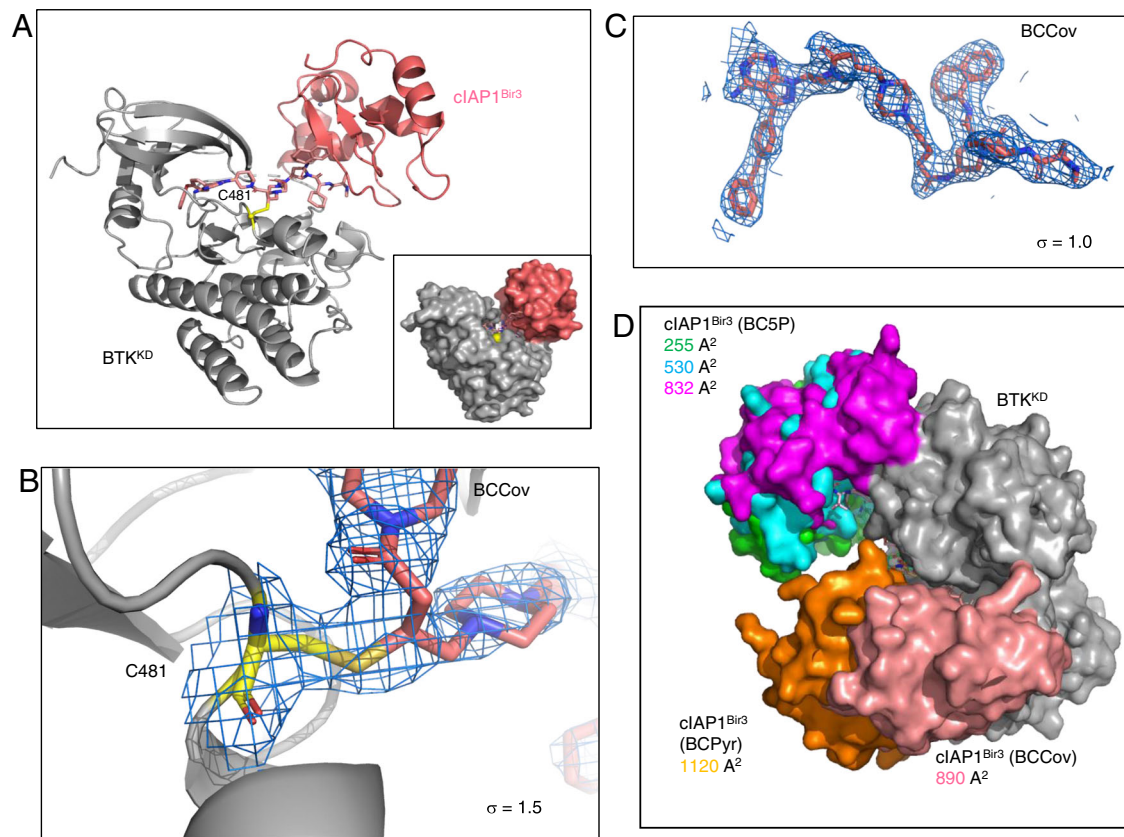 A
cIAP1Bir3
C481
BTKKD
B
BCCov
C481
σ = 1.5
C
BCCov
σ = 1.0
D
cIAP1Bir3 (BC5P)
255 A2
530 A2
832 A2
BTKKD
cIAP1Bir3
(BCPyr)
1120 A2
cIAP1Bir3 (BCCov)
890 A2